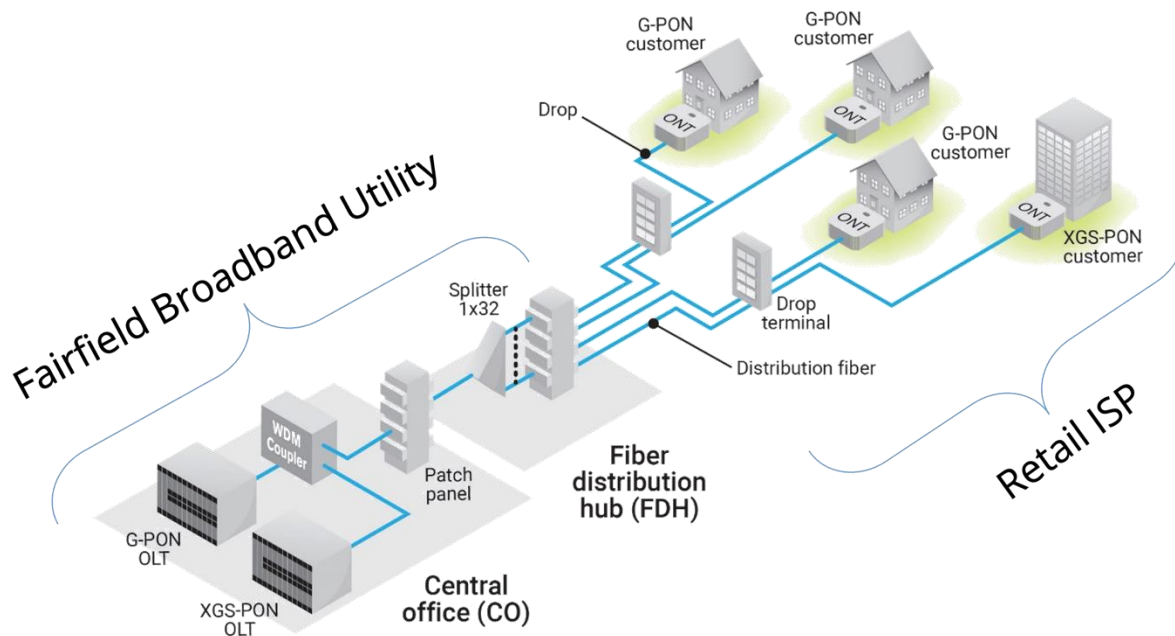 G-PON
customer
G-PON
customer
Drop
ONT
ONT
G-PON
customer
ONT
ONT
XGS-PON
customer
Fairfield Broadband Utility
Splitter
1x32
Drop
terminal
Distribution fiber
Retail ISP
WDM
Coupler
Patch
panel
Fiber
distribution
hub (FDH)
G-PON
OLT
XGS-PON
OLT
Central
office (CO)